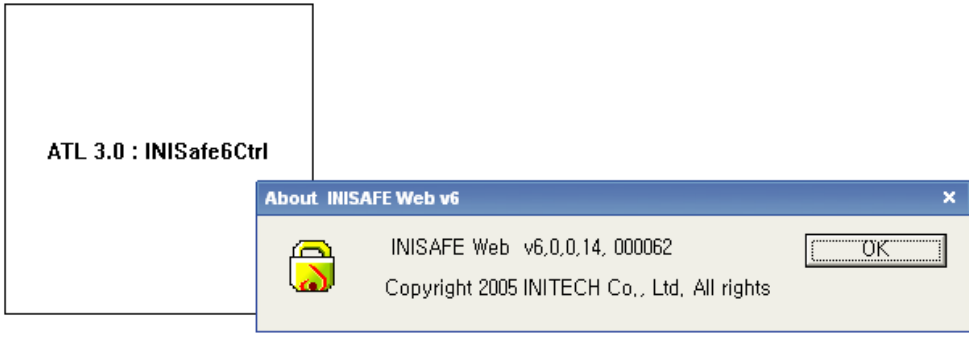 ATL 3.0 : INISafe6Ctrl
About INISAFE Web v6
INISAFE Web v6,0,0,14, 000062
OK
Copyright 2005 INITECH Co,, Ltd, All rights